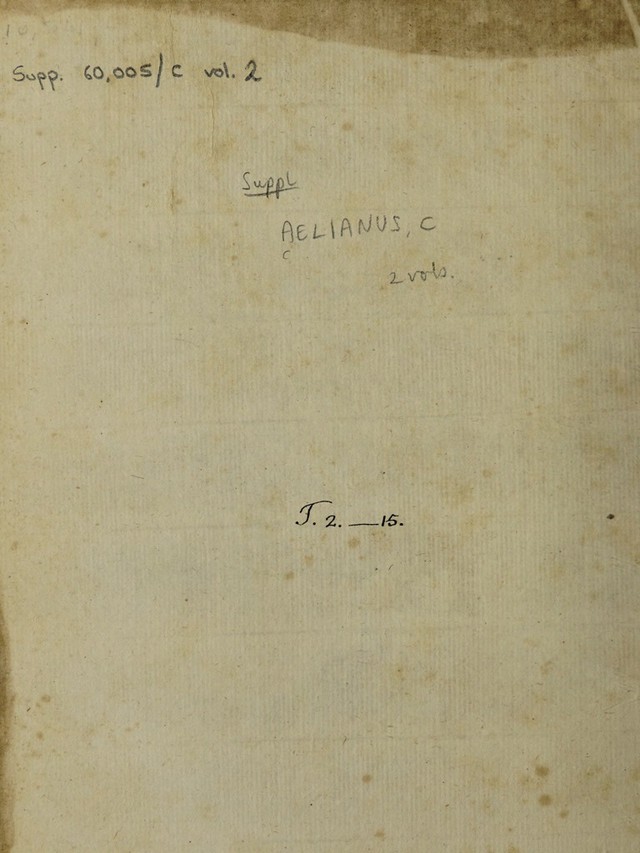 Supp. 60,005/C vol. 2
Suppl
AELIANUS, C
c
2 vols.
T. 2. — 15.